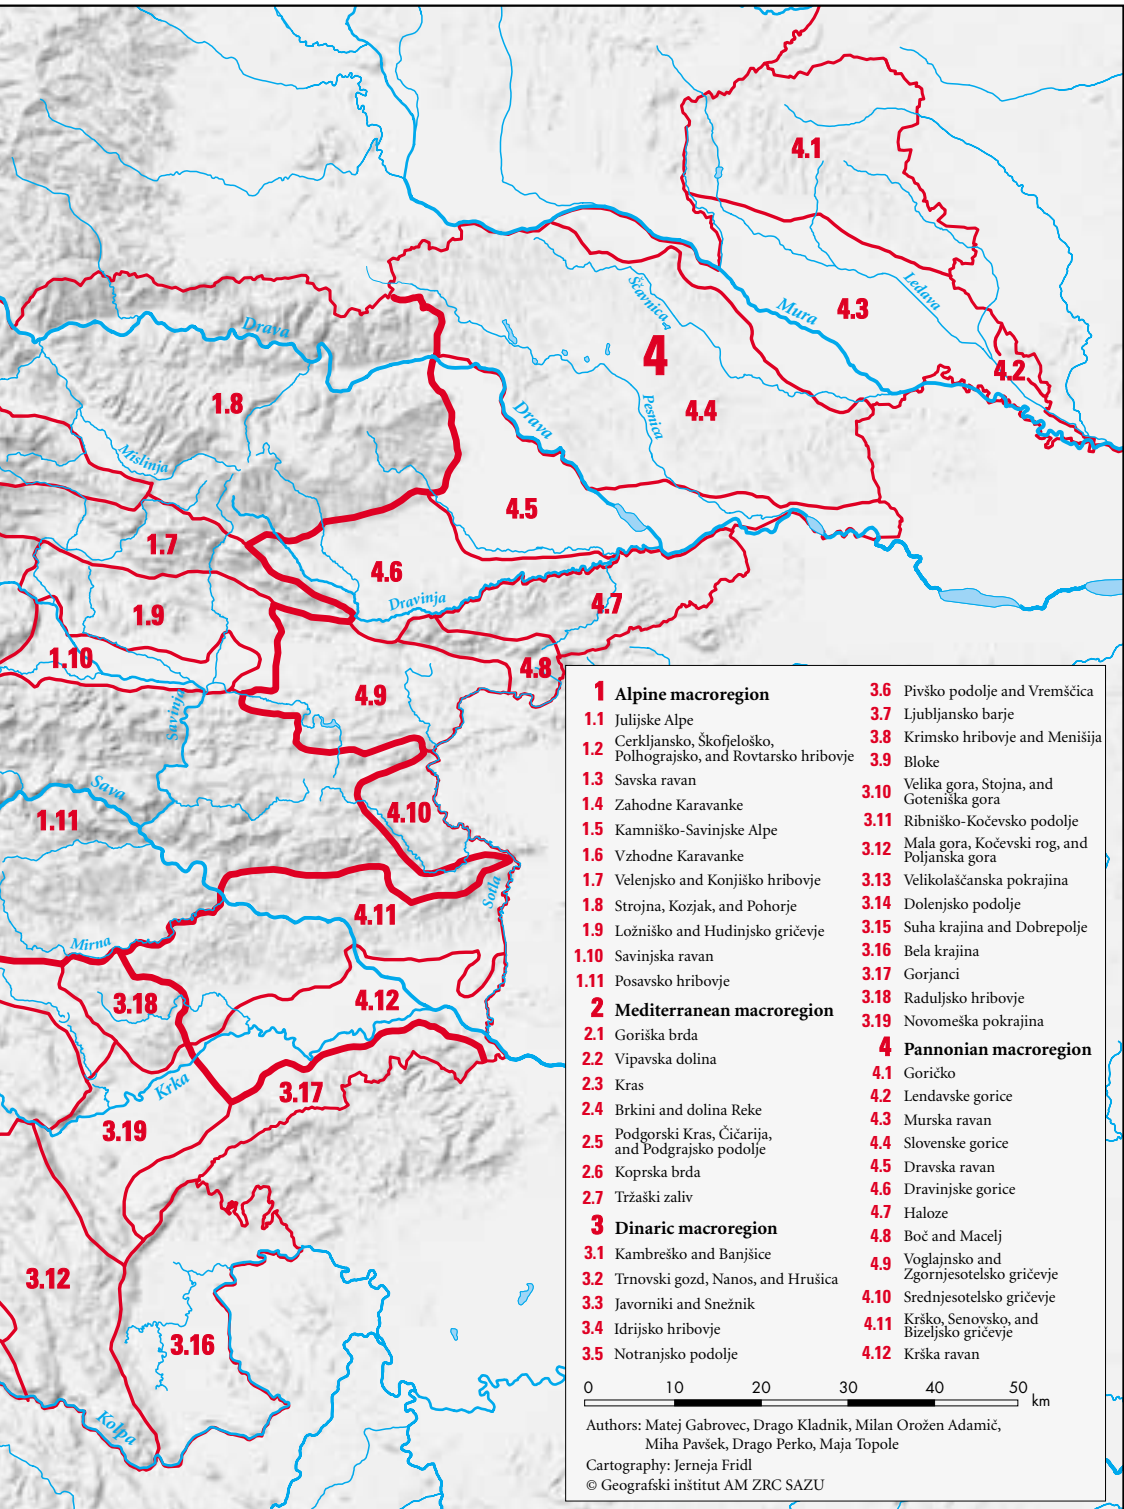 4.1
Ščavnica
Ledava
4.3
Mura
Drava
4
4.2
1.8
Drava
Pesnica
4.4
Mislinja
4.5
1.7
4.6
Dravinja
4.7
1.9
1.10
4.8
4.9
Savinja
Sava
1.11
4.10
Sotla
4.11
Mirna
3.18
4.12
Krka
3.17
3.19
3.12
3.16
Kolpa
1 Alpine macroregion
1.1 Julijske Alpe
1.2 Cerkljansko, Škofjeloško,
Polhograjsko, and Rovtarsko hribovje
1.3 Savska ravan
1.4 Zahodne Karavanke
1.5 Kamniško-Savinjske Alpe
1.6 Vzhodne Karavanke
1.7 Velenjsko and Konjiško hribovje
1.8 Strojna, Kozjak, and Pohorje
1.9 Ložniško and Hudinjsko gričevje
1.10 Savinjska ravan
1.11 Posavsko hribovje
2 Mediterranean macroregion
2.1 Goriška brda
2.2 Vipavska dolina
2.3 Kras
2.4 Brkini and dolina Reke
2.5 Podgorski Kras, Čičarija,
and Podgrajsko podolje
2.6 Koprska brda
2.7 Tržaški zaliv
3 Dinaric macroregion
3.1 Kambreško and Banjšice
3.2 Trnovski gozd, Nanos, and Hrušica
3.3 Javorniki and Snežnik
3.4 Idrijsko hribovje
3.5 Notranjsko podolje
3.6 Pivško podolje and Vremščica
3.7 Ljubljansko barje
3.8 Krimsko hribovje and Menišija
3.9 Bloke
3.10 Velika gora, Stojna, and
Goteniška gora
3.11 Ribniško-Kočevsko podolje
3.12 Mala gora, Kočevski rog, and
Poljanska gora
3.13 Velikolaščanska pokrajina
3.14 Dolenjsko podolje
3.15 Suha krajina and Dobrepolje
3.16 Bela krajina
3.17 Gorjanci
3.18 Raduljsko hribovje
3.19 Novomeška pokrajina
4 Pannonian macroregion
4.1 Goričko
4.2 Lendavske gorice
4.3 Murska ravan
4.4 Slovenske gorice
4.5 Dravska ravan
4.6 Dravinjske gorice
4.7 Haloze
4.8 Boč and Macelj
4.9 Voglajnsko and
Zgornjesotelsko gričevje
4.10 Srednjesotelsko gričevje
4.11 Krško, Senovsko, and
Bizeljsko gričevje
4.12 Krška ravan
0 10 20 30 40 50 km
Authors: Matej Gabrovec, Drago Kladnik, Milan Orožen Adamič,
Miha Pavšek, Drago Perko, Maja Topole
Cartography: Jerneja Fridl
© Geografski inštitut AM ZRC SAZU